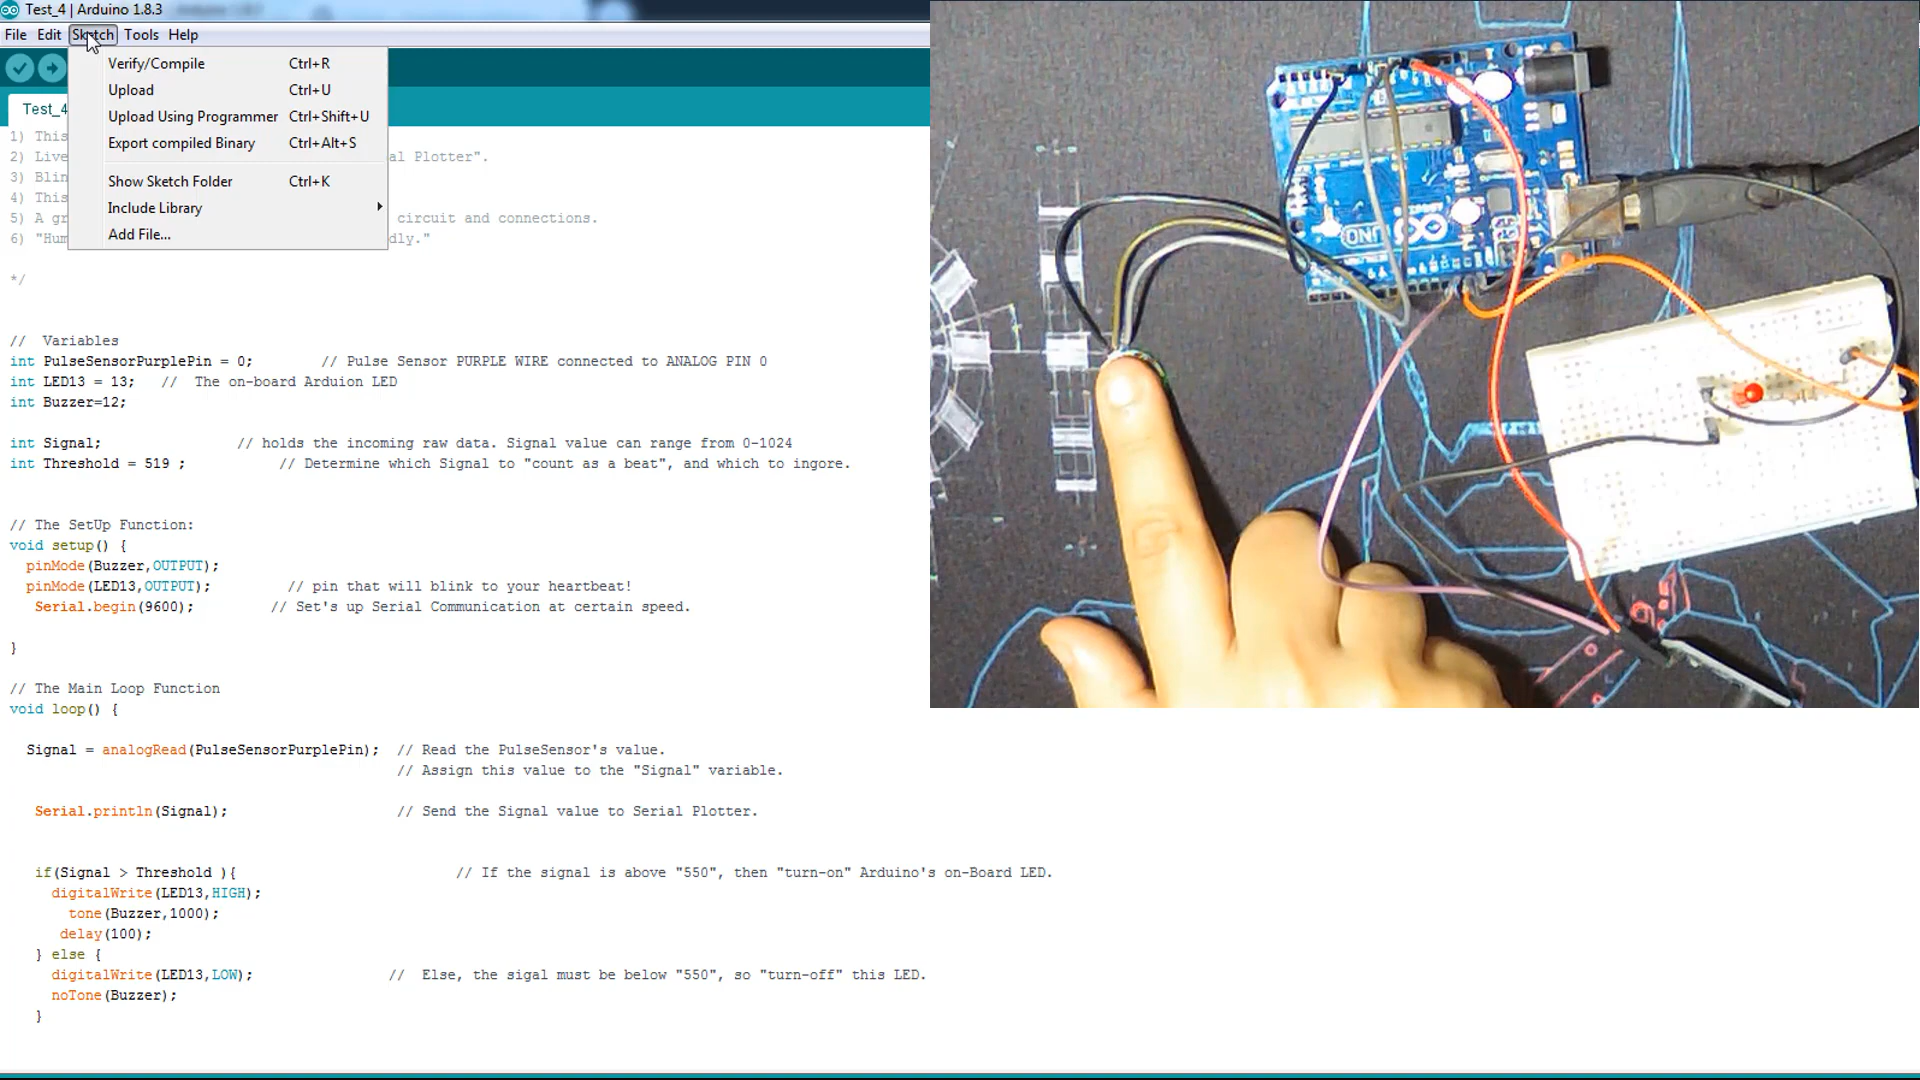 Test_4 | Arduino 1.8.3
File Edit Sketch Tools Help
Verify/Compile Ctrl+R
Upload Ctrl+U
Upload Using Programmer Ctrl+Shift+U
Export compiled Binary Ctrl+Alt+S
Show Sketch Folder Ctrl+K
Include Library
Add File...
Test_4
1) This
2) Live al Plotter".
3) Blin
4) This
5) A gr circuit and connections.
6) "Hum dly."
*/
// Variables
int PulseSensorPurplePin = 0; // Pulse Sensor PURPLE WIRE connected to ANALOG PIN 0
int LED13 = 13; // The on-board Arduion LED
int Buzzer=12;
int Signal; // holds the incoming raw data. Signal value can range from 0-1024
int Threshold = 519 ; // Determine which Signal to "count as a beat", and which to ingore.
// The SetUp Function:
void setup() {
pinMode(Buzzer,OUTPUT);
pinMode(LED13,OUTPUT); // pin that will blink to your heartbeat!
Serial.begin(9600); // Set's up Serial Communication at certain speed.
}
// The Main Loop Function
void loop() {
Signal = analogRead(PulseSensorPurplePin); // Read the PulseSensor's value.
// Assign this value to the "Signal" variable.
Serial.println(Signal); // Send the Signal value to Serial Plotter.
if(Signal > Threshold ){ // If the signal is above "550", then "turn-on" Arduino's on-Board LED.
digitalWrite(LED13,HIGH);
tone(Buzzer,1000);
delay(100);
} else {
digitalWrite(LED13,LOW); // Else, the sigal must be below "550", so "turn-off" this LED.
noTone(Buzzer);
}
UNO